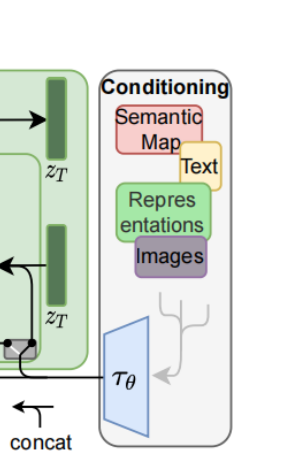 Conditioning
Semantic
Map
Text
Repres
entations
Images
z_T
z_T
τ_θ
concat